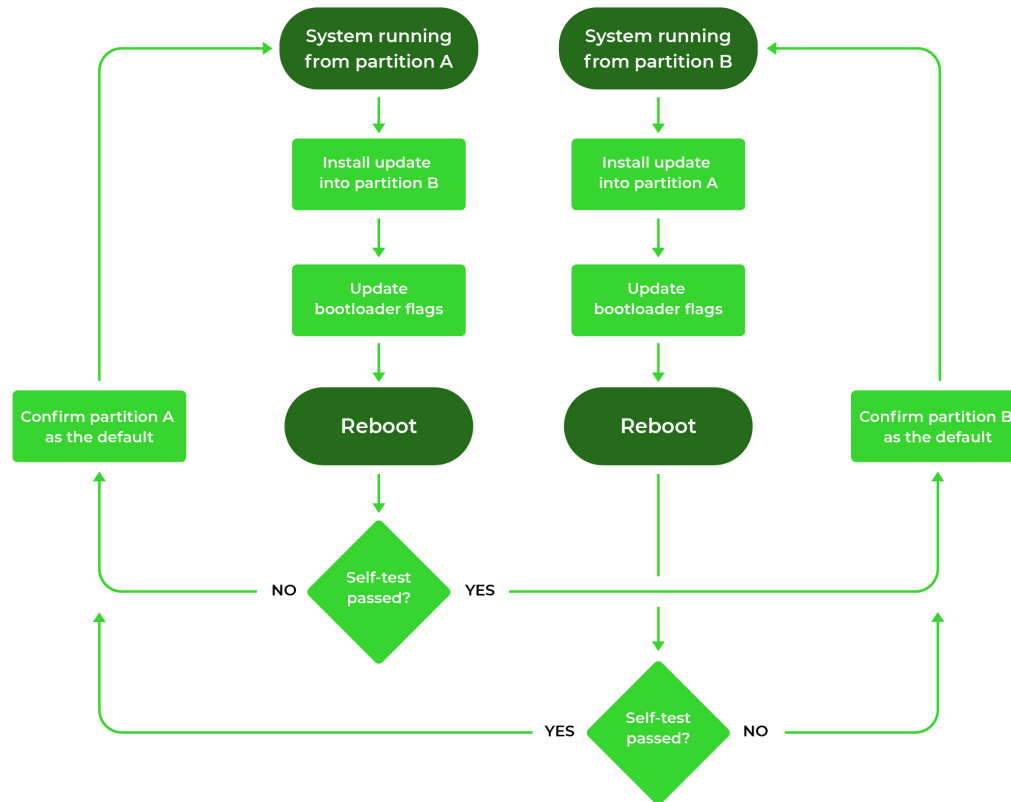 System running
from partition A
System running
from partition B
Install update
into partition B
Install update
into partition A
Update
bootloader flags
Update
bootloader flags
Confirm partition A
as the default
Reboot
Reboot
Confirm partition B
as the default
NO
Self-test
passed?
YES
YES
Self-test
passed?
NO